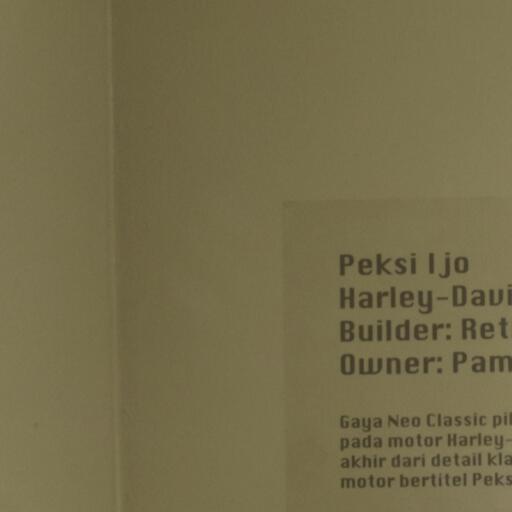 Peksi Ijo
Harley-Davi
Builder: Ret
Owner: Pam
Gaya Neo Classic pil
pada motor Harley-
akhir dari detail kla
motor bertitel Peks